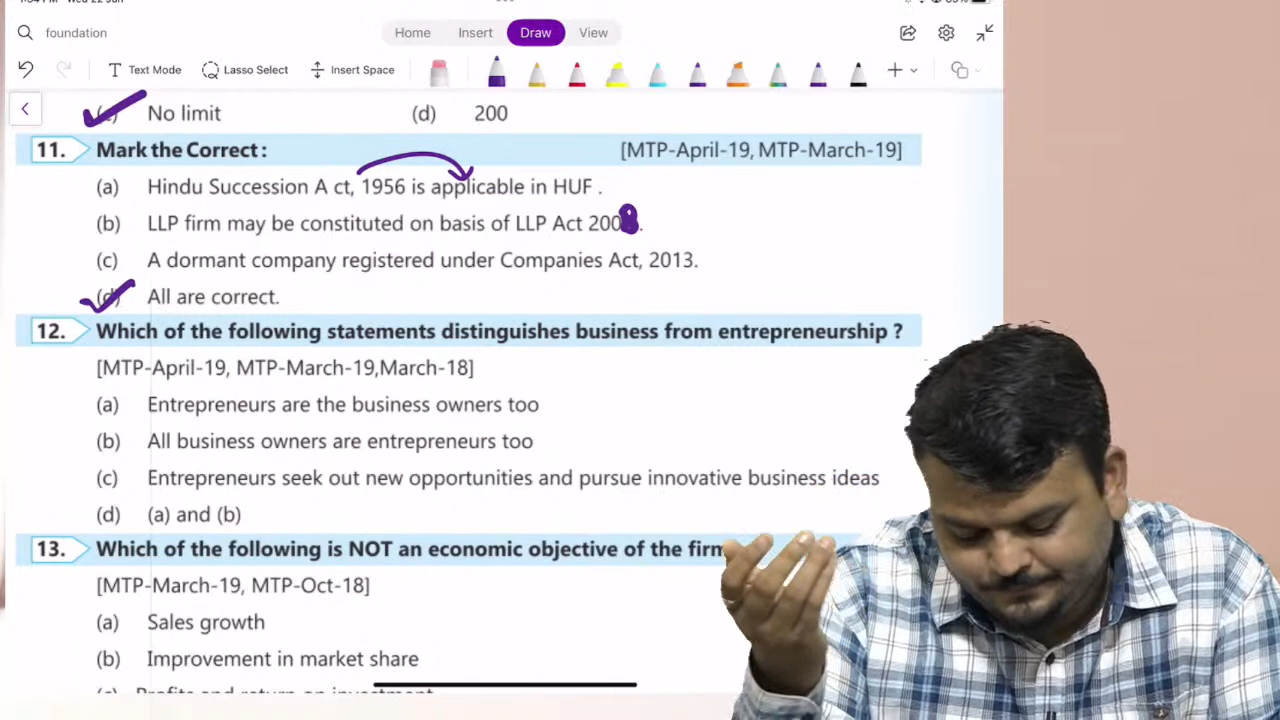 foundation
Home Insert Draw View
Text Mode Lasso Select Insert Space
No limit (d) 200
11. Mark the Correct : [MTP-April-19, MTP-March-19]
(a) Hindu Succession A ct, 1956 is applicable in HUF .
(b) LLP firm may be constituted on basis of LLP Act 2008.
(c) A dormant company registered under Companies Act, 2013.
(d) All are correct.
12. Which of the following statements distinguishes business from entrepreneurship ?
[MTP-April-19, MTP-March-19,March-18]
(a) Entrepreneurs are the business owners too
(b) All business owners are entrepreneurs too
(c) Entrepreneurs seek out new opportunities and pursue innovative business ideas
(d) (a) and (b)
13. Which of the following is NOT an economic objective of the firm
[MTP-March-19, MTP-Oct-18]
(a) Sales growth
(b) Improvement in market share
Profits and return on investment